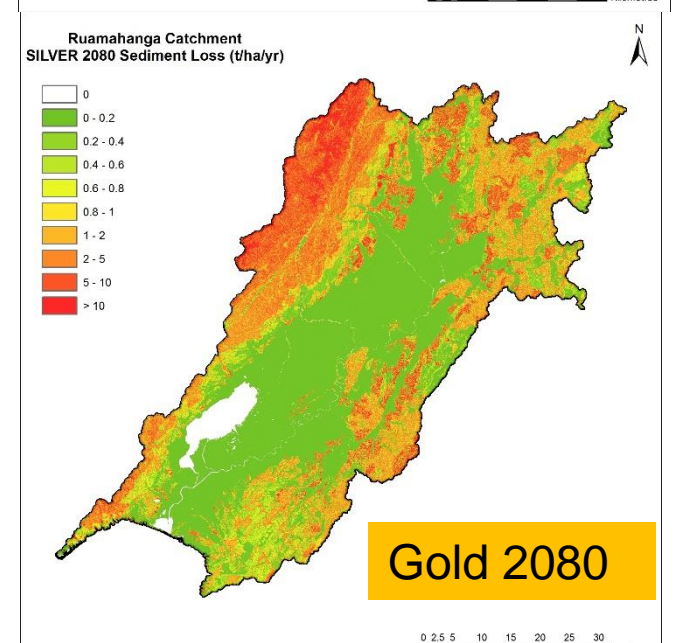 Ruamahanga Catchment
SILVER 2080 Sediment Loss (t/ha/yr)
N
0
0 - 0.2
0.2 - 0.4
0.4 - 0.6
0.6 - 0.8
0.8 - 1
1 - 2
2 - 5
5 - 10
> 10
Gold 2080
0 2.5 5 10 15 20 25 30